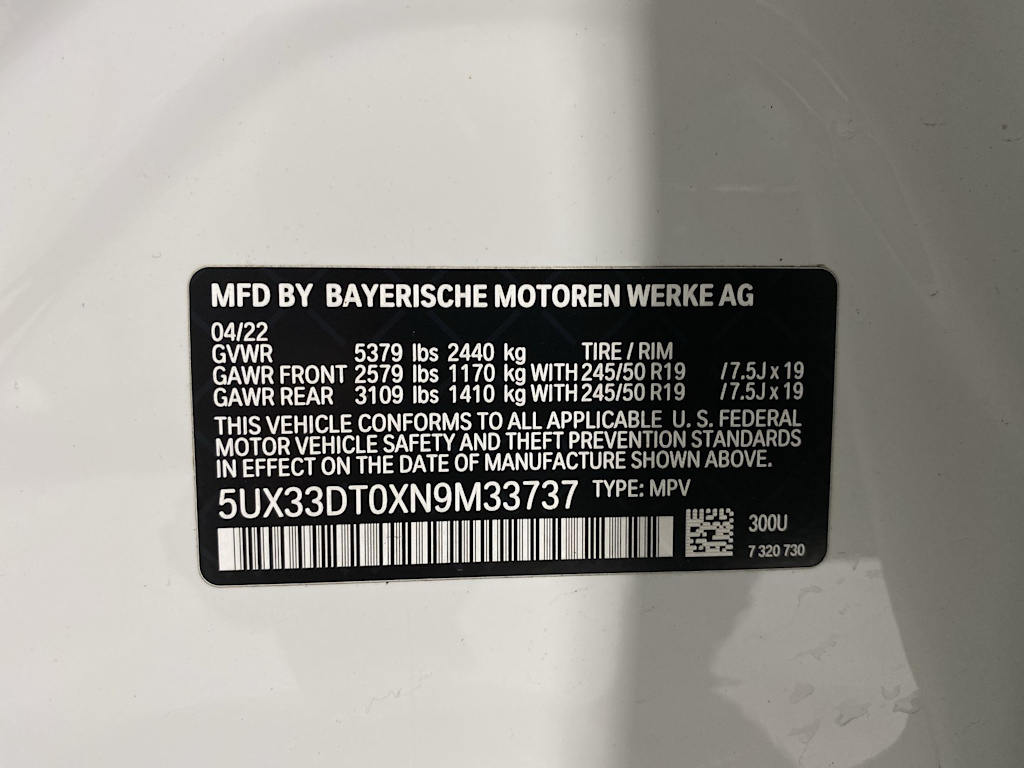 MFD BY BAYERISCHE MOTOREN WERKE AG
04/22
GVWR 5379 lbs 2440 kg TIRE / RIM
GAWR FRONT 2579 lbs 1170 kg WITH 245/50 R19 /7.5J x 19
GAWR REAR 3109 lbs 1410 kg WITH 245/50 R19 /7.5J x 19
THIS VEHICLE CONFORMS TO ALL APPLICABLE U. S. FEDERAL
MOTOR VEHICLE SAFETY AND THEFT PREVENTION STANDARDS
IN EFFECT ON THE DATE OF MANUFACTURE SHOWN ABOVE.
5UX33DT0XN9M33737 TYPE: MPV
300U
7 320 730